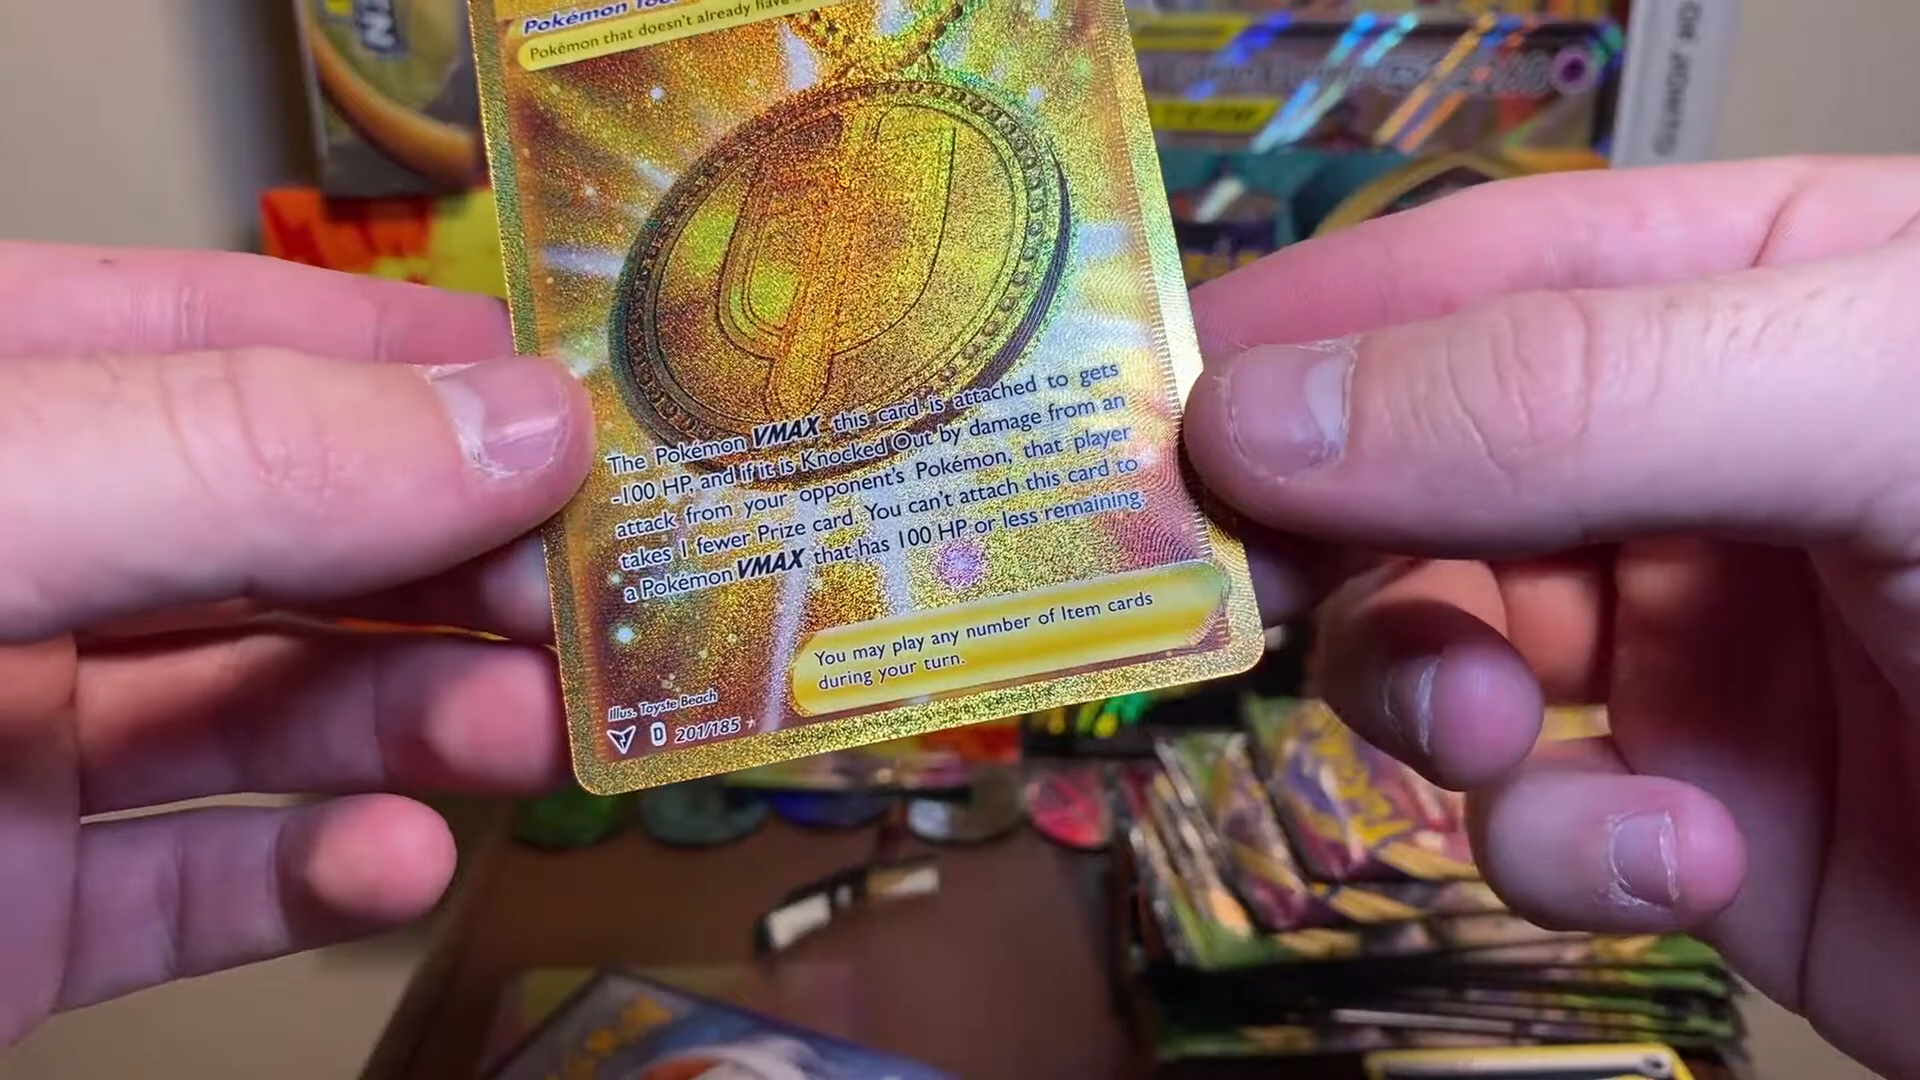 Pokémon Tool
Pokémon that doesn't already have
The Pokémon VMAX this card is attached to gets
-100 HP, and if it is Knocked Out by damage from an
attack from your opponent's Pokémon, that player
takes 1 fewer Prize card. You can't attach this card to
a Pokémon VMAX that has 100 HP or less remaining.
You may play any number of Item cards
during your turn.
Illus. Toyste Beach
D 201/185